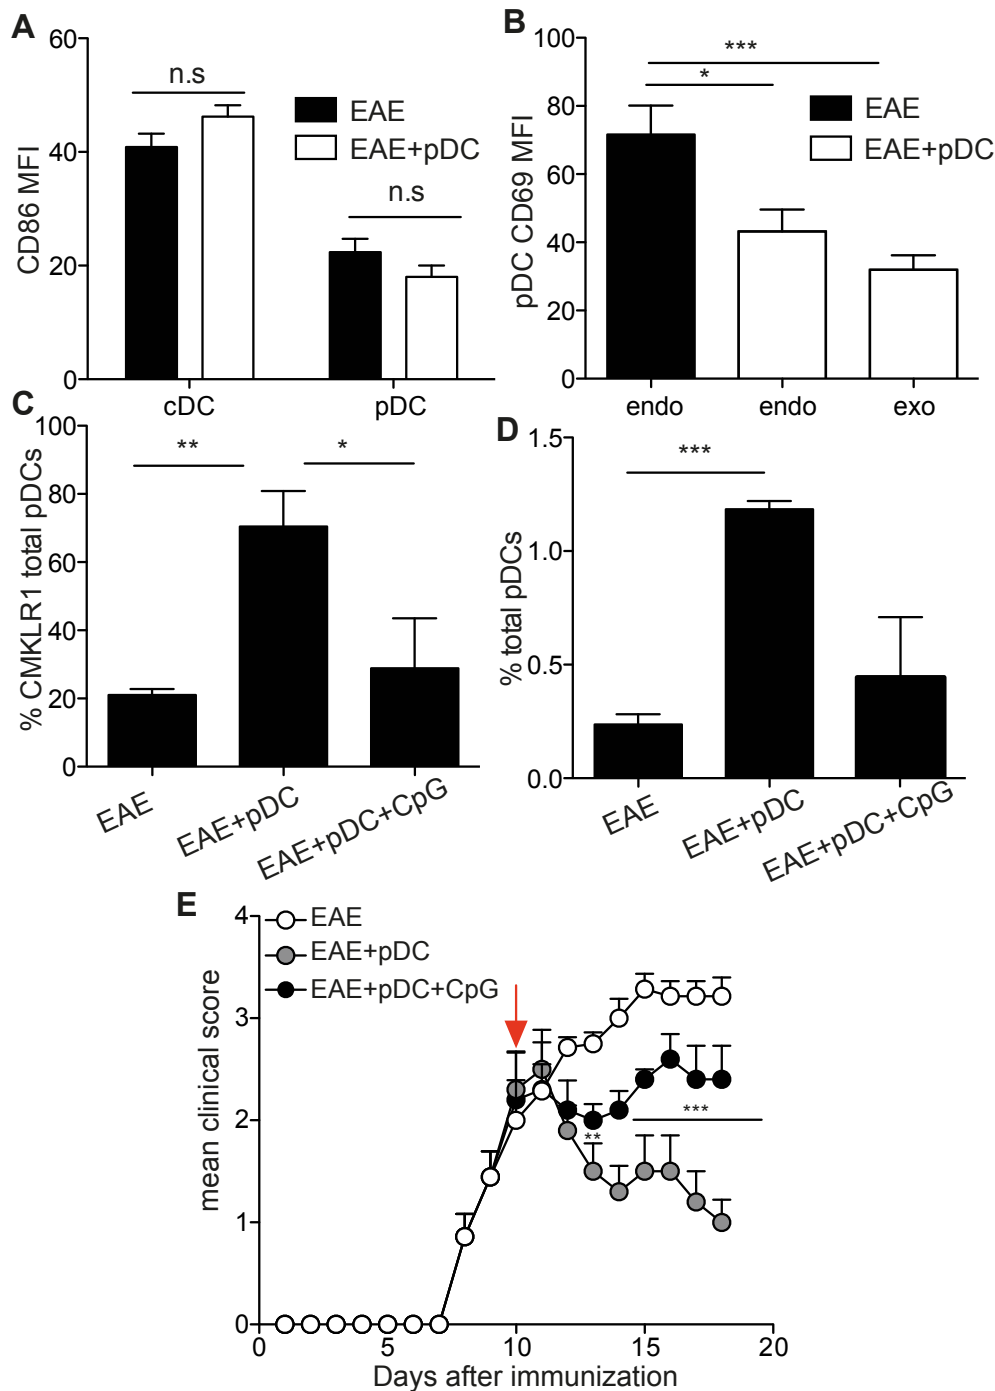 A
60
40
20
0
CD86 MFI
n.s
n.s
EAE
EAE+pDC
cDC
pDC
B
100
80
60
40
20
0
pDC CD69 MFI
***
*
EAE
EAE+pDC
endo
endo
exo
C
100
80
60
40
20
0
% CMKLR1 total pDCs
**
*
EAE
EAE+pDC
EAE+pDC+CpG
D
1.5
1.0
0.5
0.0
% total pDCs
***
EAE
EAE+pDC
EAE+pDC+CpG
E
4
3
2
1
0
mean clinical score
EAE
EAE+pDC
EAE+pDC+CpG
**
***
0
5
10
15
20
Days after immunization